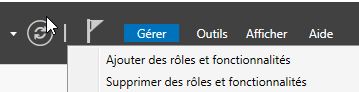 Gérer Outils Afficher Aide
Ajouter des rôles et fonctionnalités
Supprimer des rôles et fonctionnalités